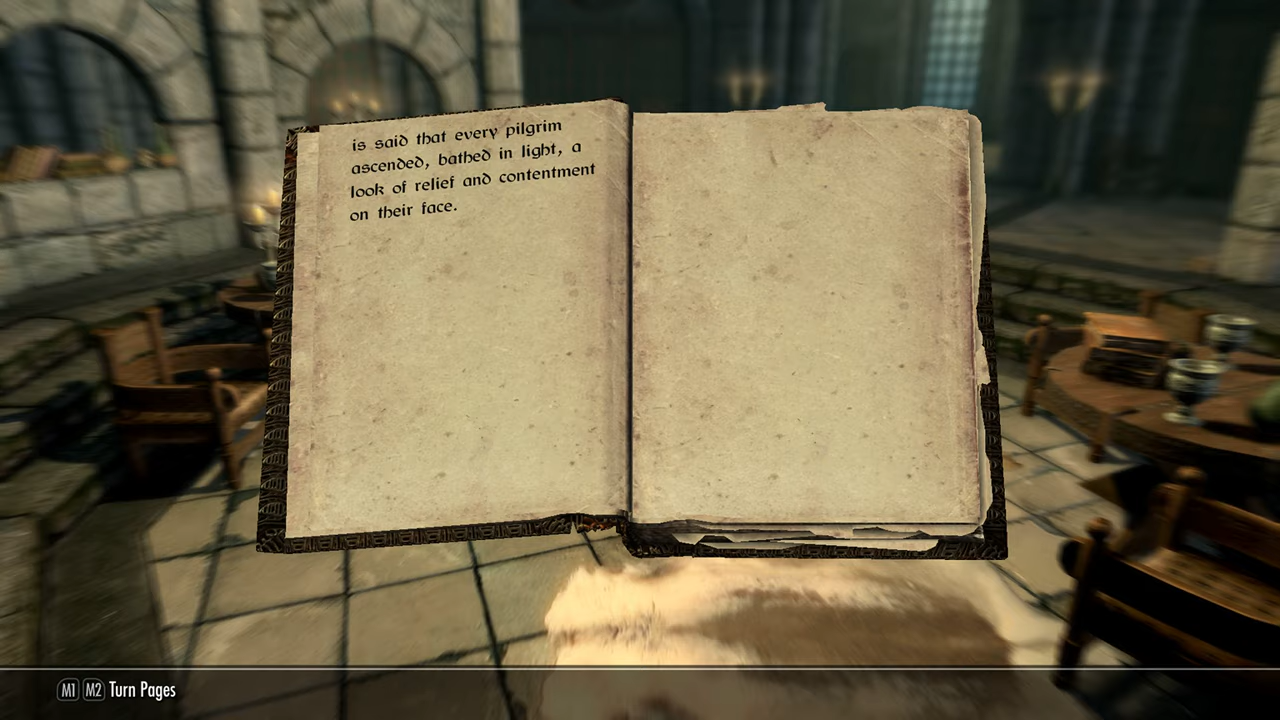 is said that every pilgrim
ascended, bathed in light, a
look of relief and contentment
on their face.
M1 M2 Turn Pages